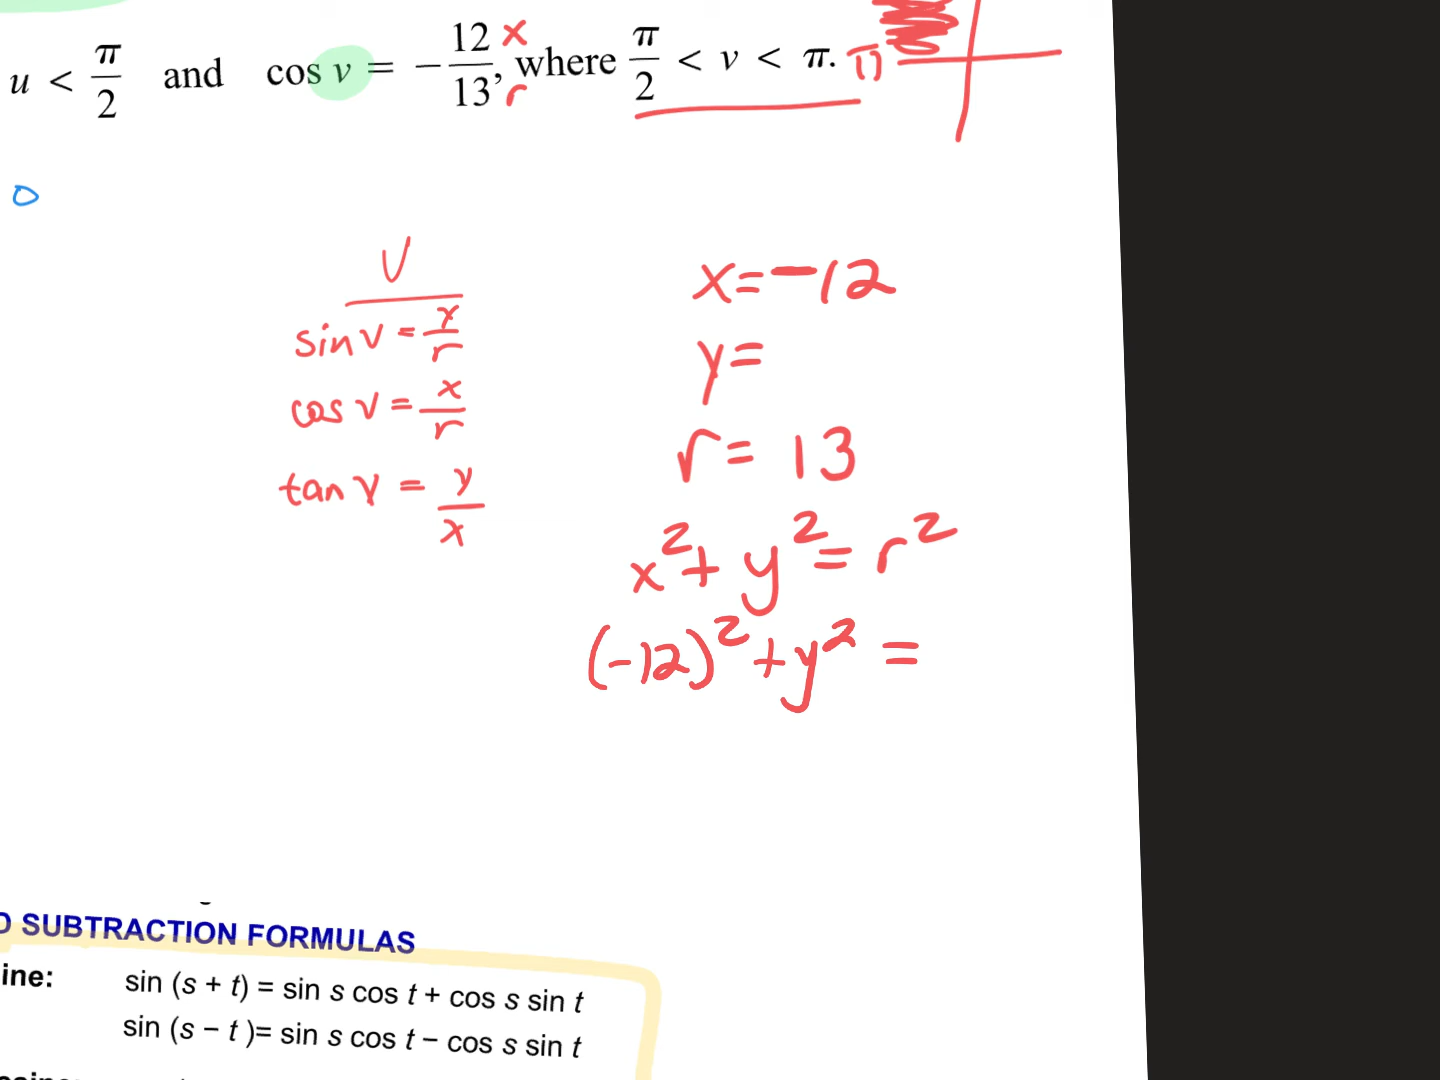 u < π/2 and cos v = − 12/13, where π/2 < v < π.
x
r
II
V
sin v = y/r
cos v = x/r
tan v = y/x
x = -12
y =
r = 13
x² + y² = r²
(-12)² + y² =
SUBTRACTION FORMULAS
ine: sin (s + t) = sin s cos t + cos s sin t
sin (s − t )= sin s cos t − cos s sin t